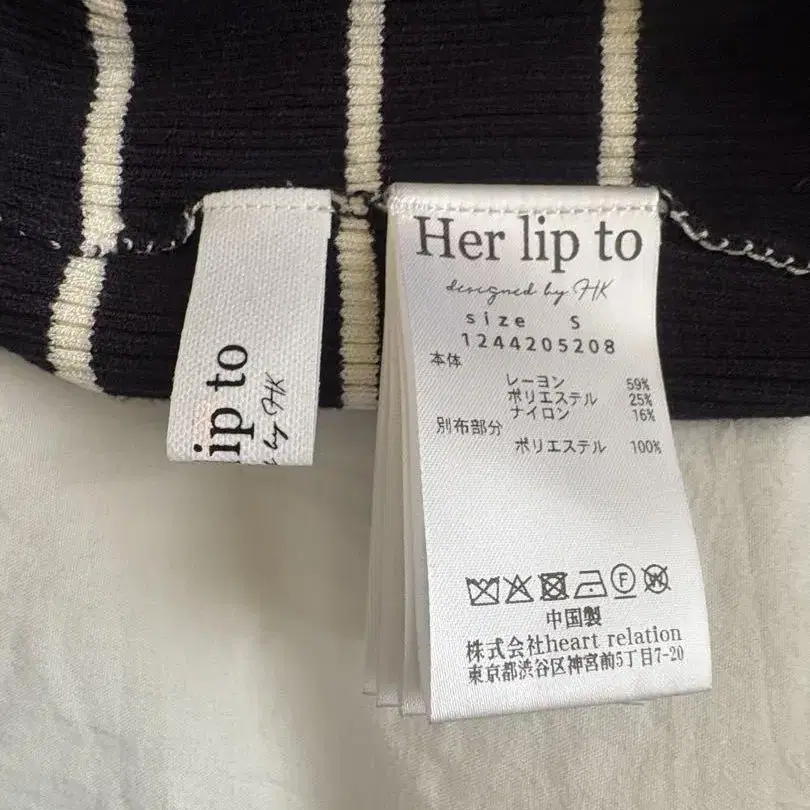 Her lip to
designed by HK
size S
1244205208
本体
レーヨン 59%
ポリエステル 25%
ナイロン 16%
別布部分
ポリエステル 100%
F
W
中国製
株式会社heart relation
東京都渋谷区神宮前5丁目7-20
lip to
by HK